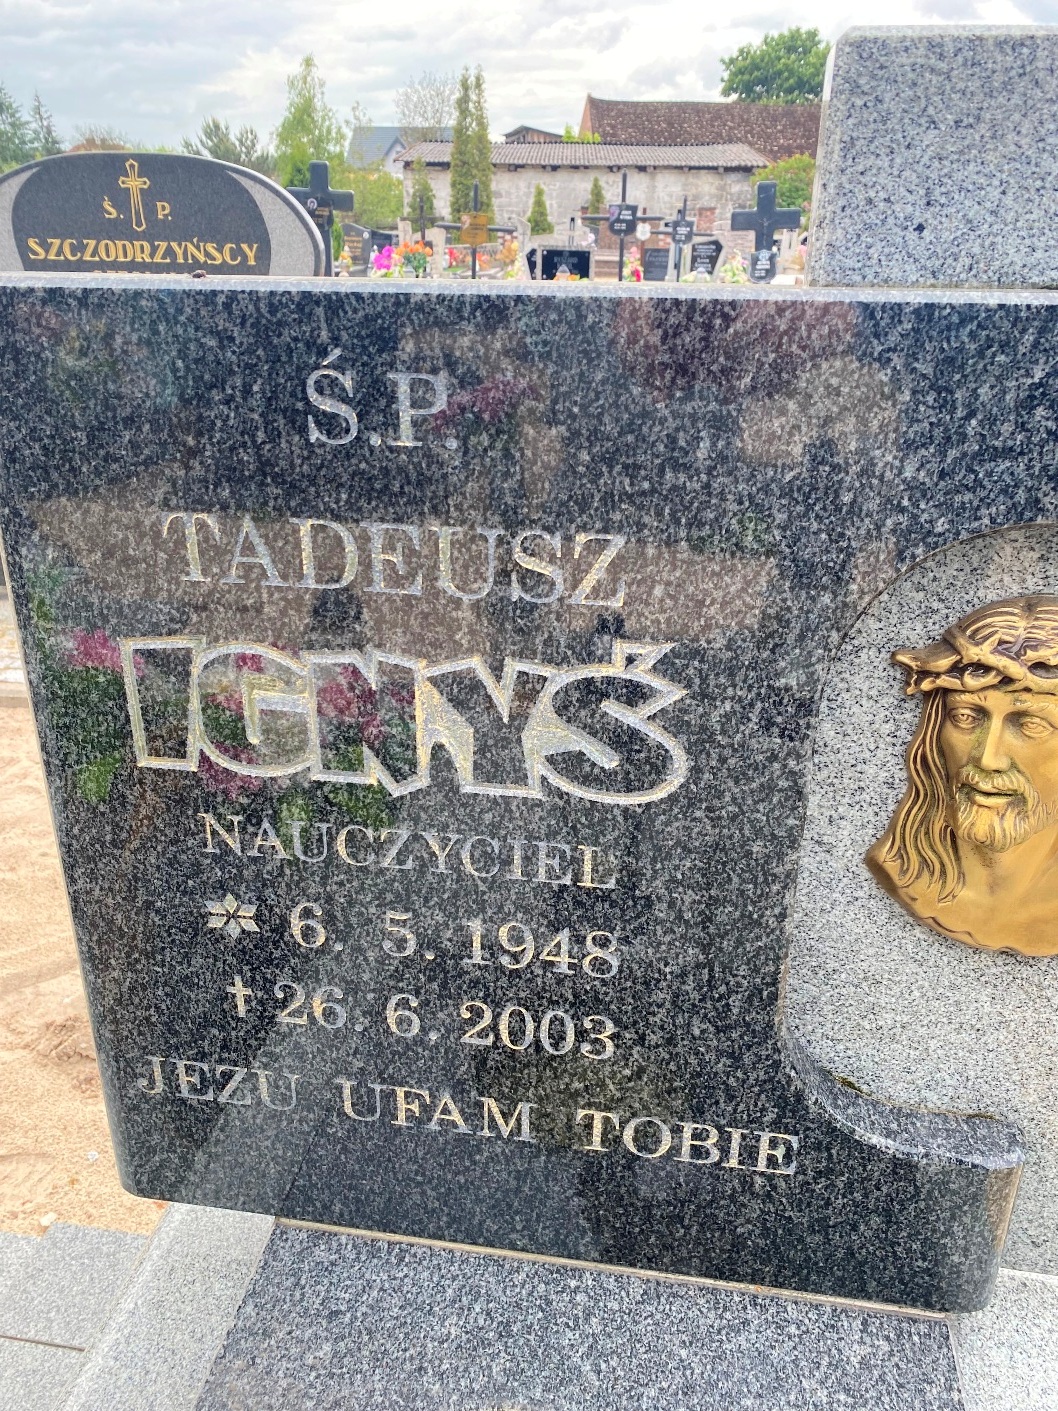 Ś. P.
SZCZODRZYŃSCY
Ś.P.
TADEUSZ
IGNYŚ
NAUCZYCIEL
6. 5. 1948
✝ 26. 6. 2003
JEZU UFAM TOBIE